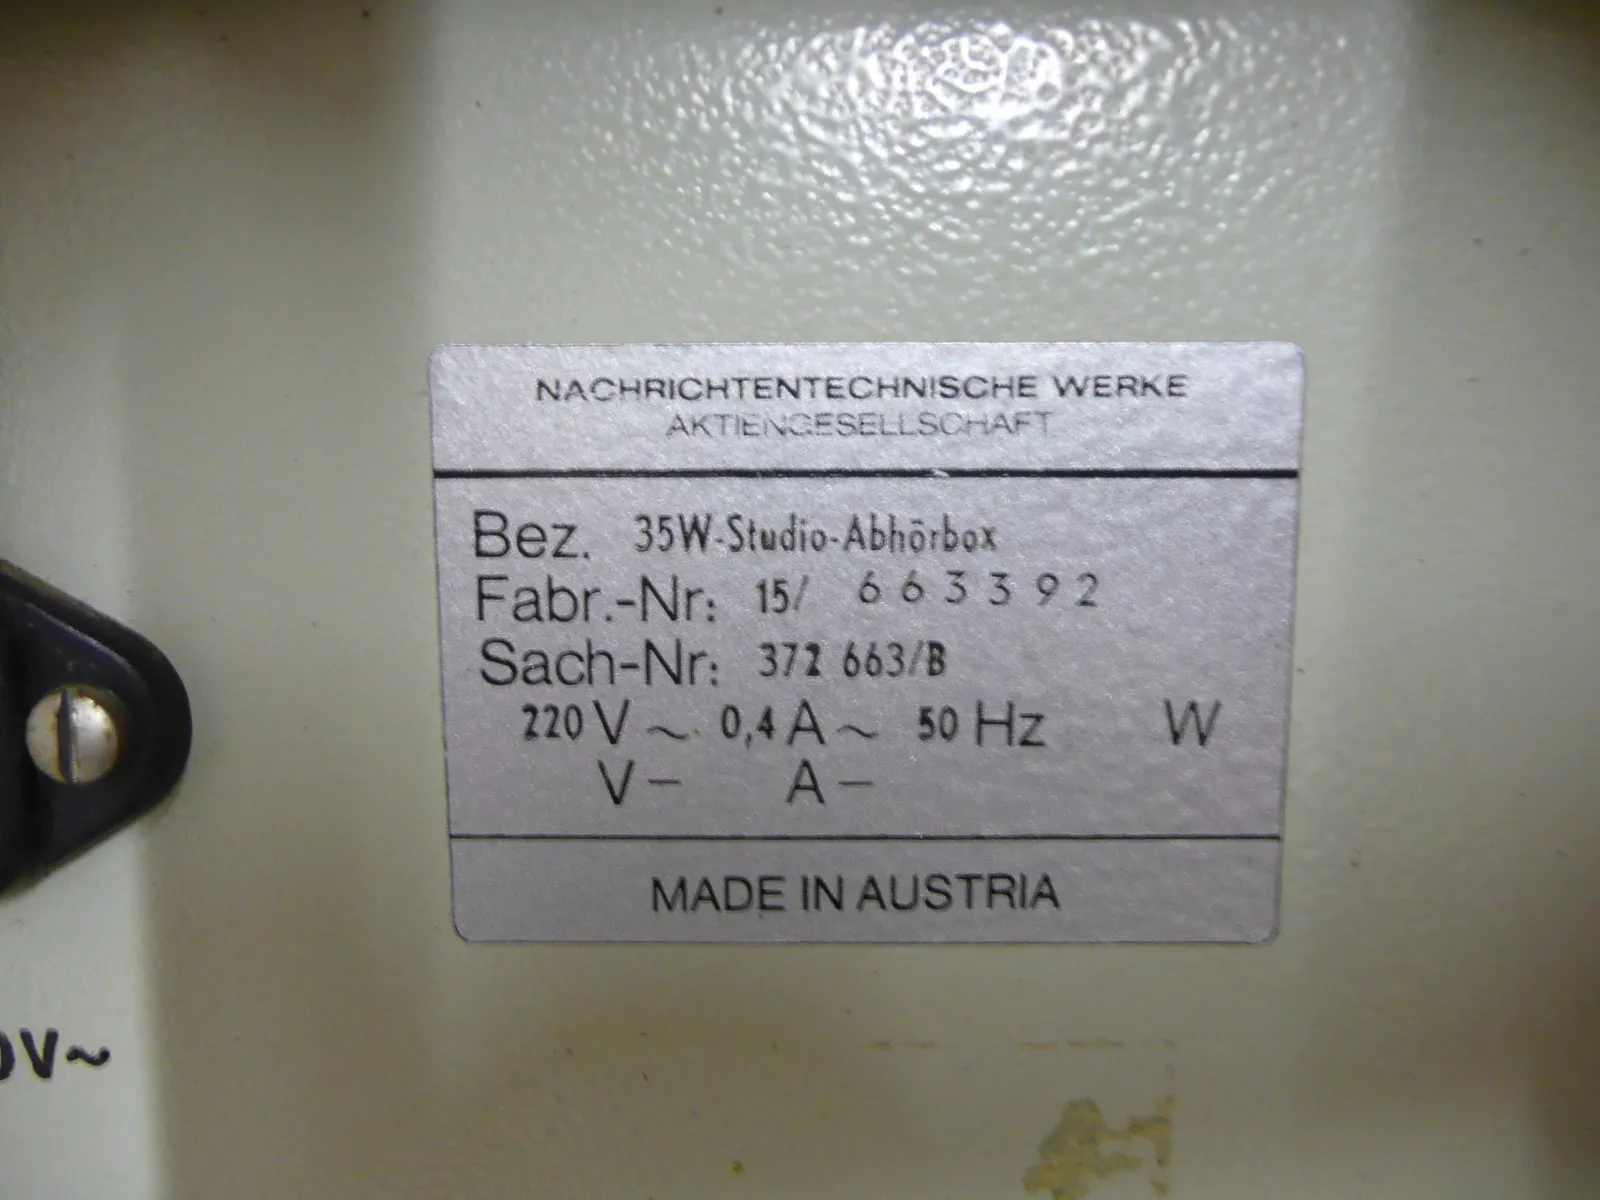 NACHRICHTENTECHNISCHE WERKE
AKTIENGESELLSCHAFT
Bez. 35W-Studio-Abhörbox
Fabr.-Nr: 15/ 663392
Sach-Nr: 372 663/B
220 V ~ 0,4 A ~ 50 Hz W
V – A –
MADE IN AUSTRIA
0V~